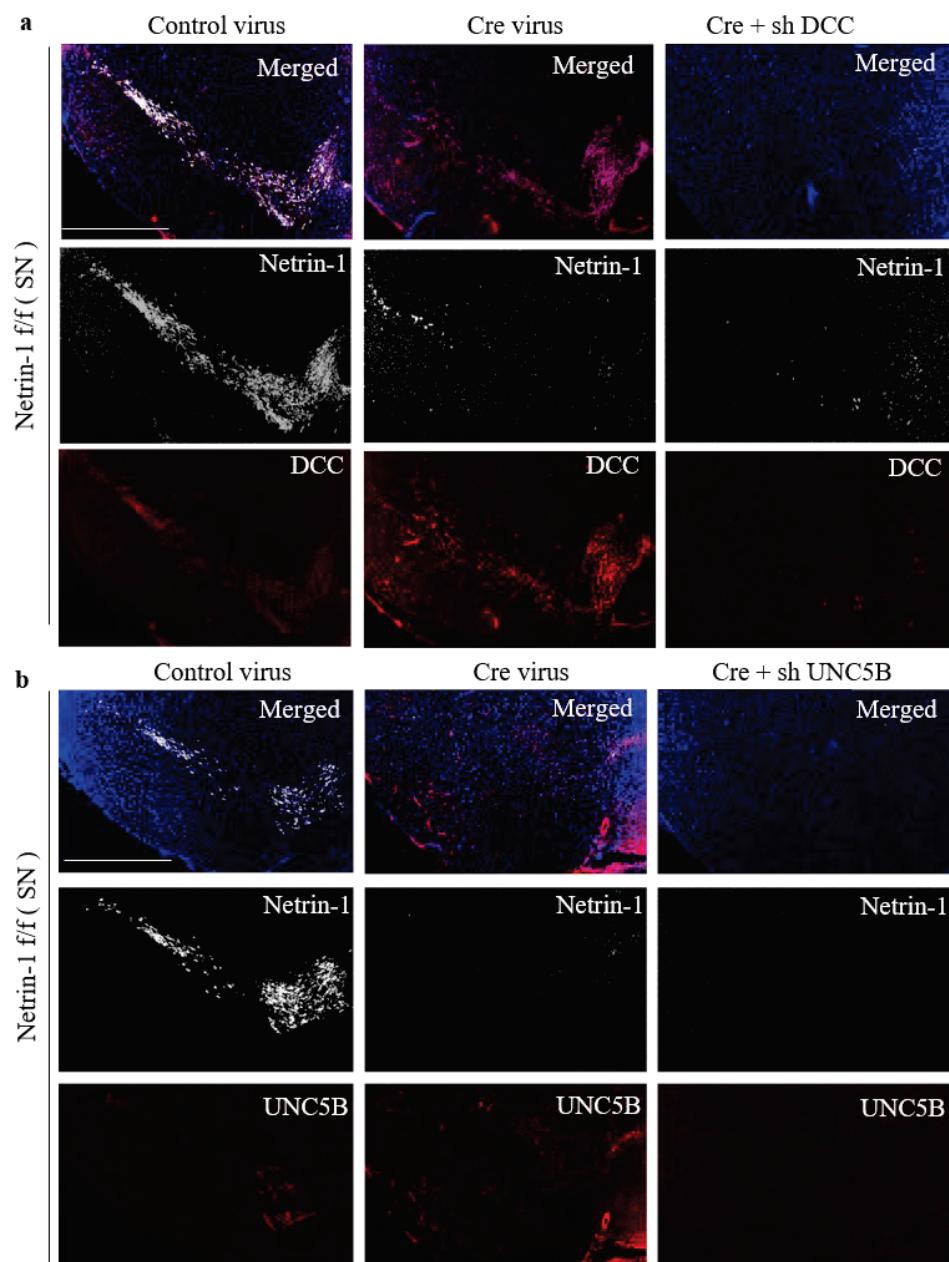 a
Control virus Cre virus Cre + sh DCC
Merged Merged Merged
Netrin-1 f/f ( SN )
Netrin-1 Netrin-1 Netrin-1
DCC DCC DCC
b
Control virus Cre virus Cre + sh UNC5B
Merged Merged Merged
Netrin-1 f/f ( SN )
Netrin-1 Netrin-1 Netrin-1
UNC5B UNC5B UNC5B